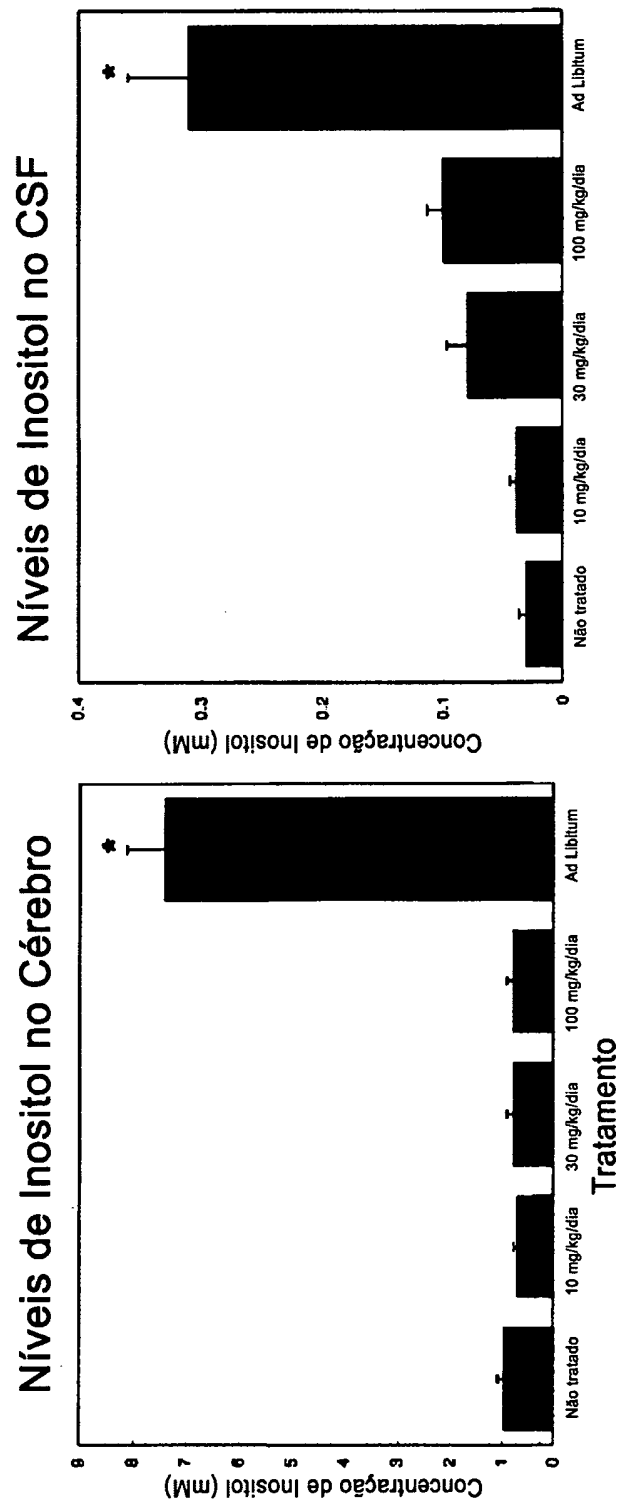 Níveis de Inositol no Cérebro
Concentração de Inositol (mM)
9
8
7
6
5
4
3
2
1
0
*
Não tratado
10 mg/kg/dia
30 mg/kg/dia
100 mg/kg/dia
Ad Libitum
Tratamento
Níveis de Inositol no CSF
Concentração de Inositol (mM)
0.4
0.3
0.2
0.1
0
*
Não tratado
10 mg/kg/dia
30 mg/kg/dia
100 mg/kg/dia
Ad Libitum